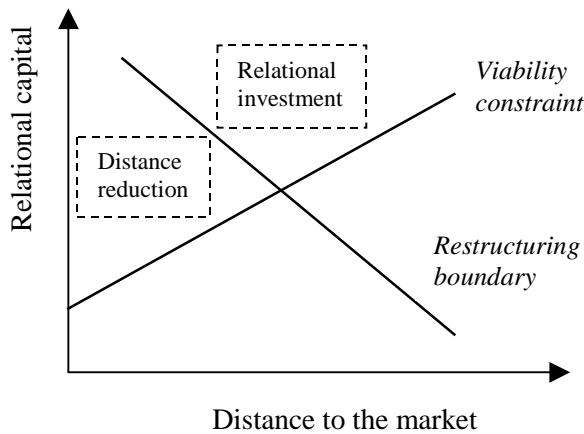 Relational capital
Relational
investment
Viability
constraint
Distance
reduction
Restructuring
boundary
Distance to the market